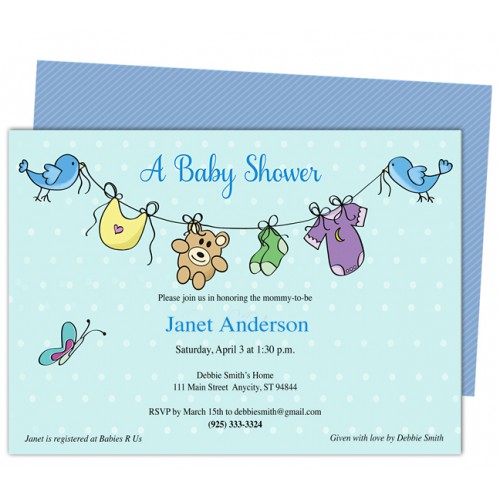 A Baby Shower
Please join us in honoring the mommy-to-be
Janet Anderson
Saturday, April 3 at 1:30 p.m.
Debbie Smith's Home
111 Main Street Anycity, ST 94844
RSVP by March 15th to debbiesmith@gmail.com
(925) 333-3324
Janet is registered at Babies R Us
Given with love by Debbie Smith